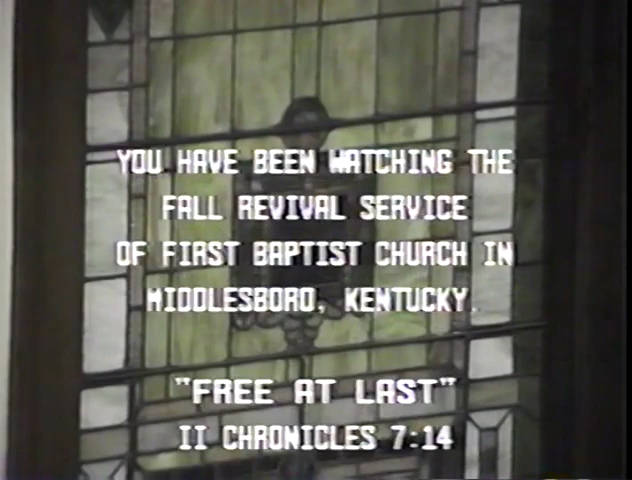 YOU HAVE BEEN WATCHING THE
FALL REVIVAL SERVICE
OF FIRST BAPTIST CHURCH IN
MIDDLESBORO, KENTUCKY.
"FREE AT LAST"
II CHRONICLES 7:14